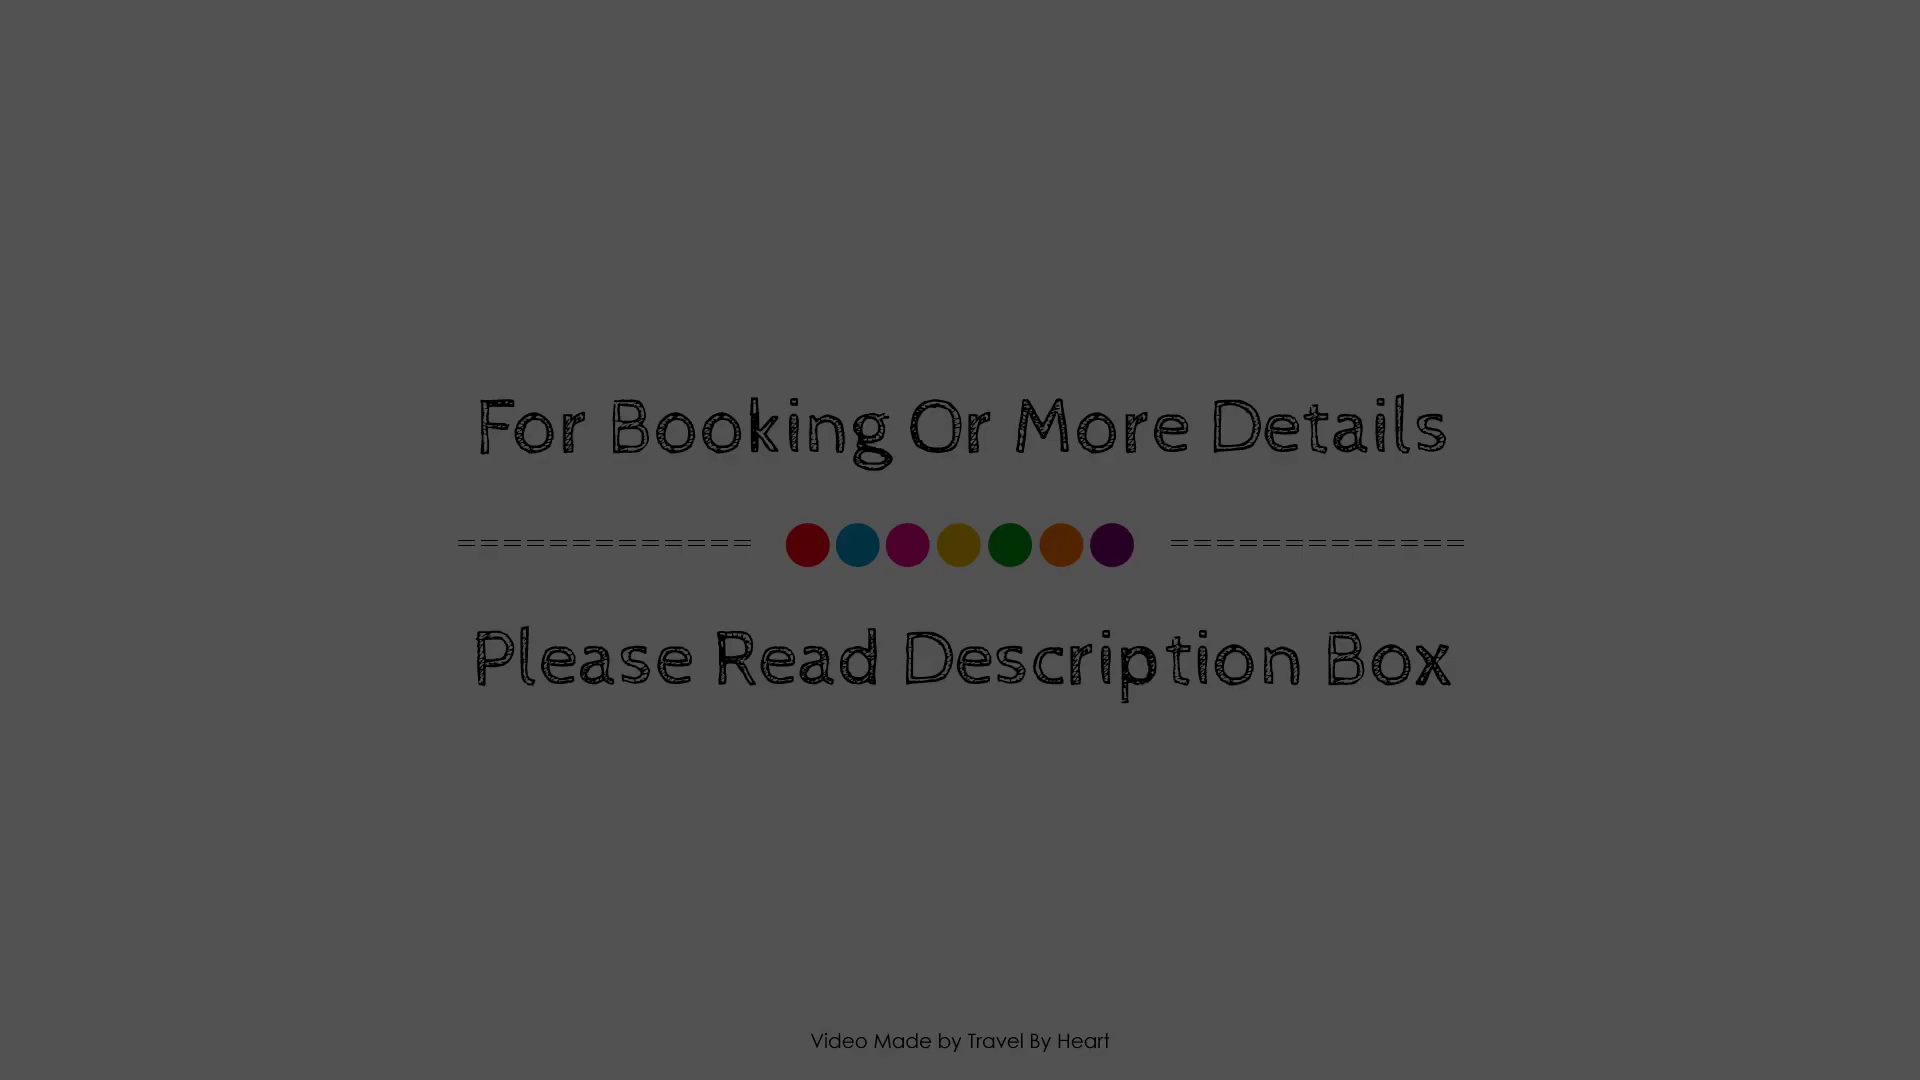 For Booking Or More Details
============= =============
Please Read Description Box
Video Made by Travel By Heart